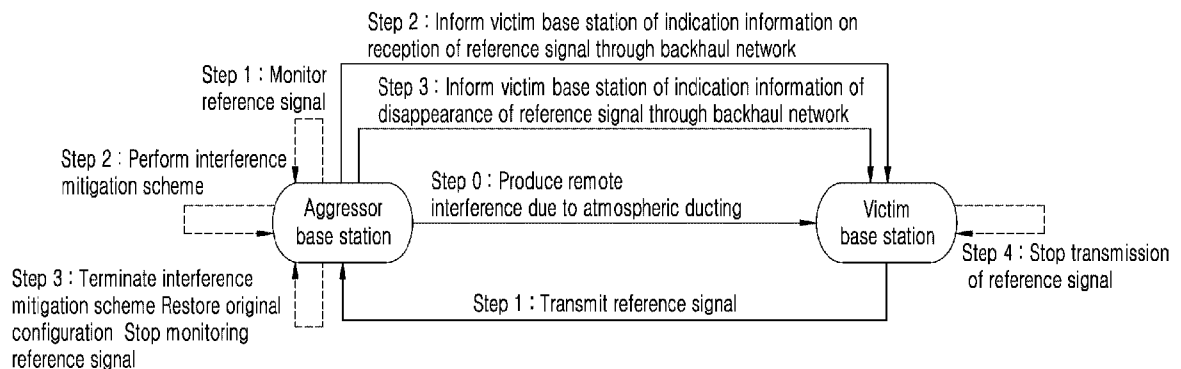 Step 2 : Inform victim base station of indication information on
reception of reference signal through backhaul network
Step 1 : Monitor
reference signal
Step 3 : Inform victim base station of indication information of
disappearance of reference signal through backhaul network
Step 2 : Perform interference
mitigation scheme
Step 0 : Produce remote
interference due to atmospheric ducting
Aggressor
base station
Victim
base station
Step 4 : Stop transmission
of reference signal
Step 3 : Terminate interference
mitigation scheme Restore original
configuration Stop monitoring
reference signal
Step 1 : Transmit reference signal